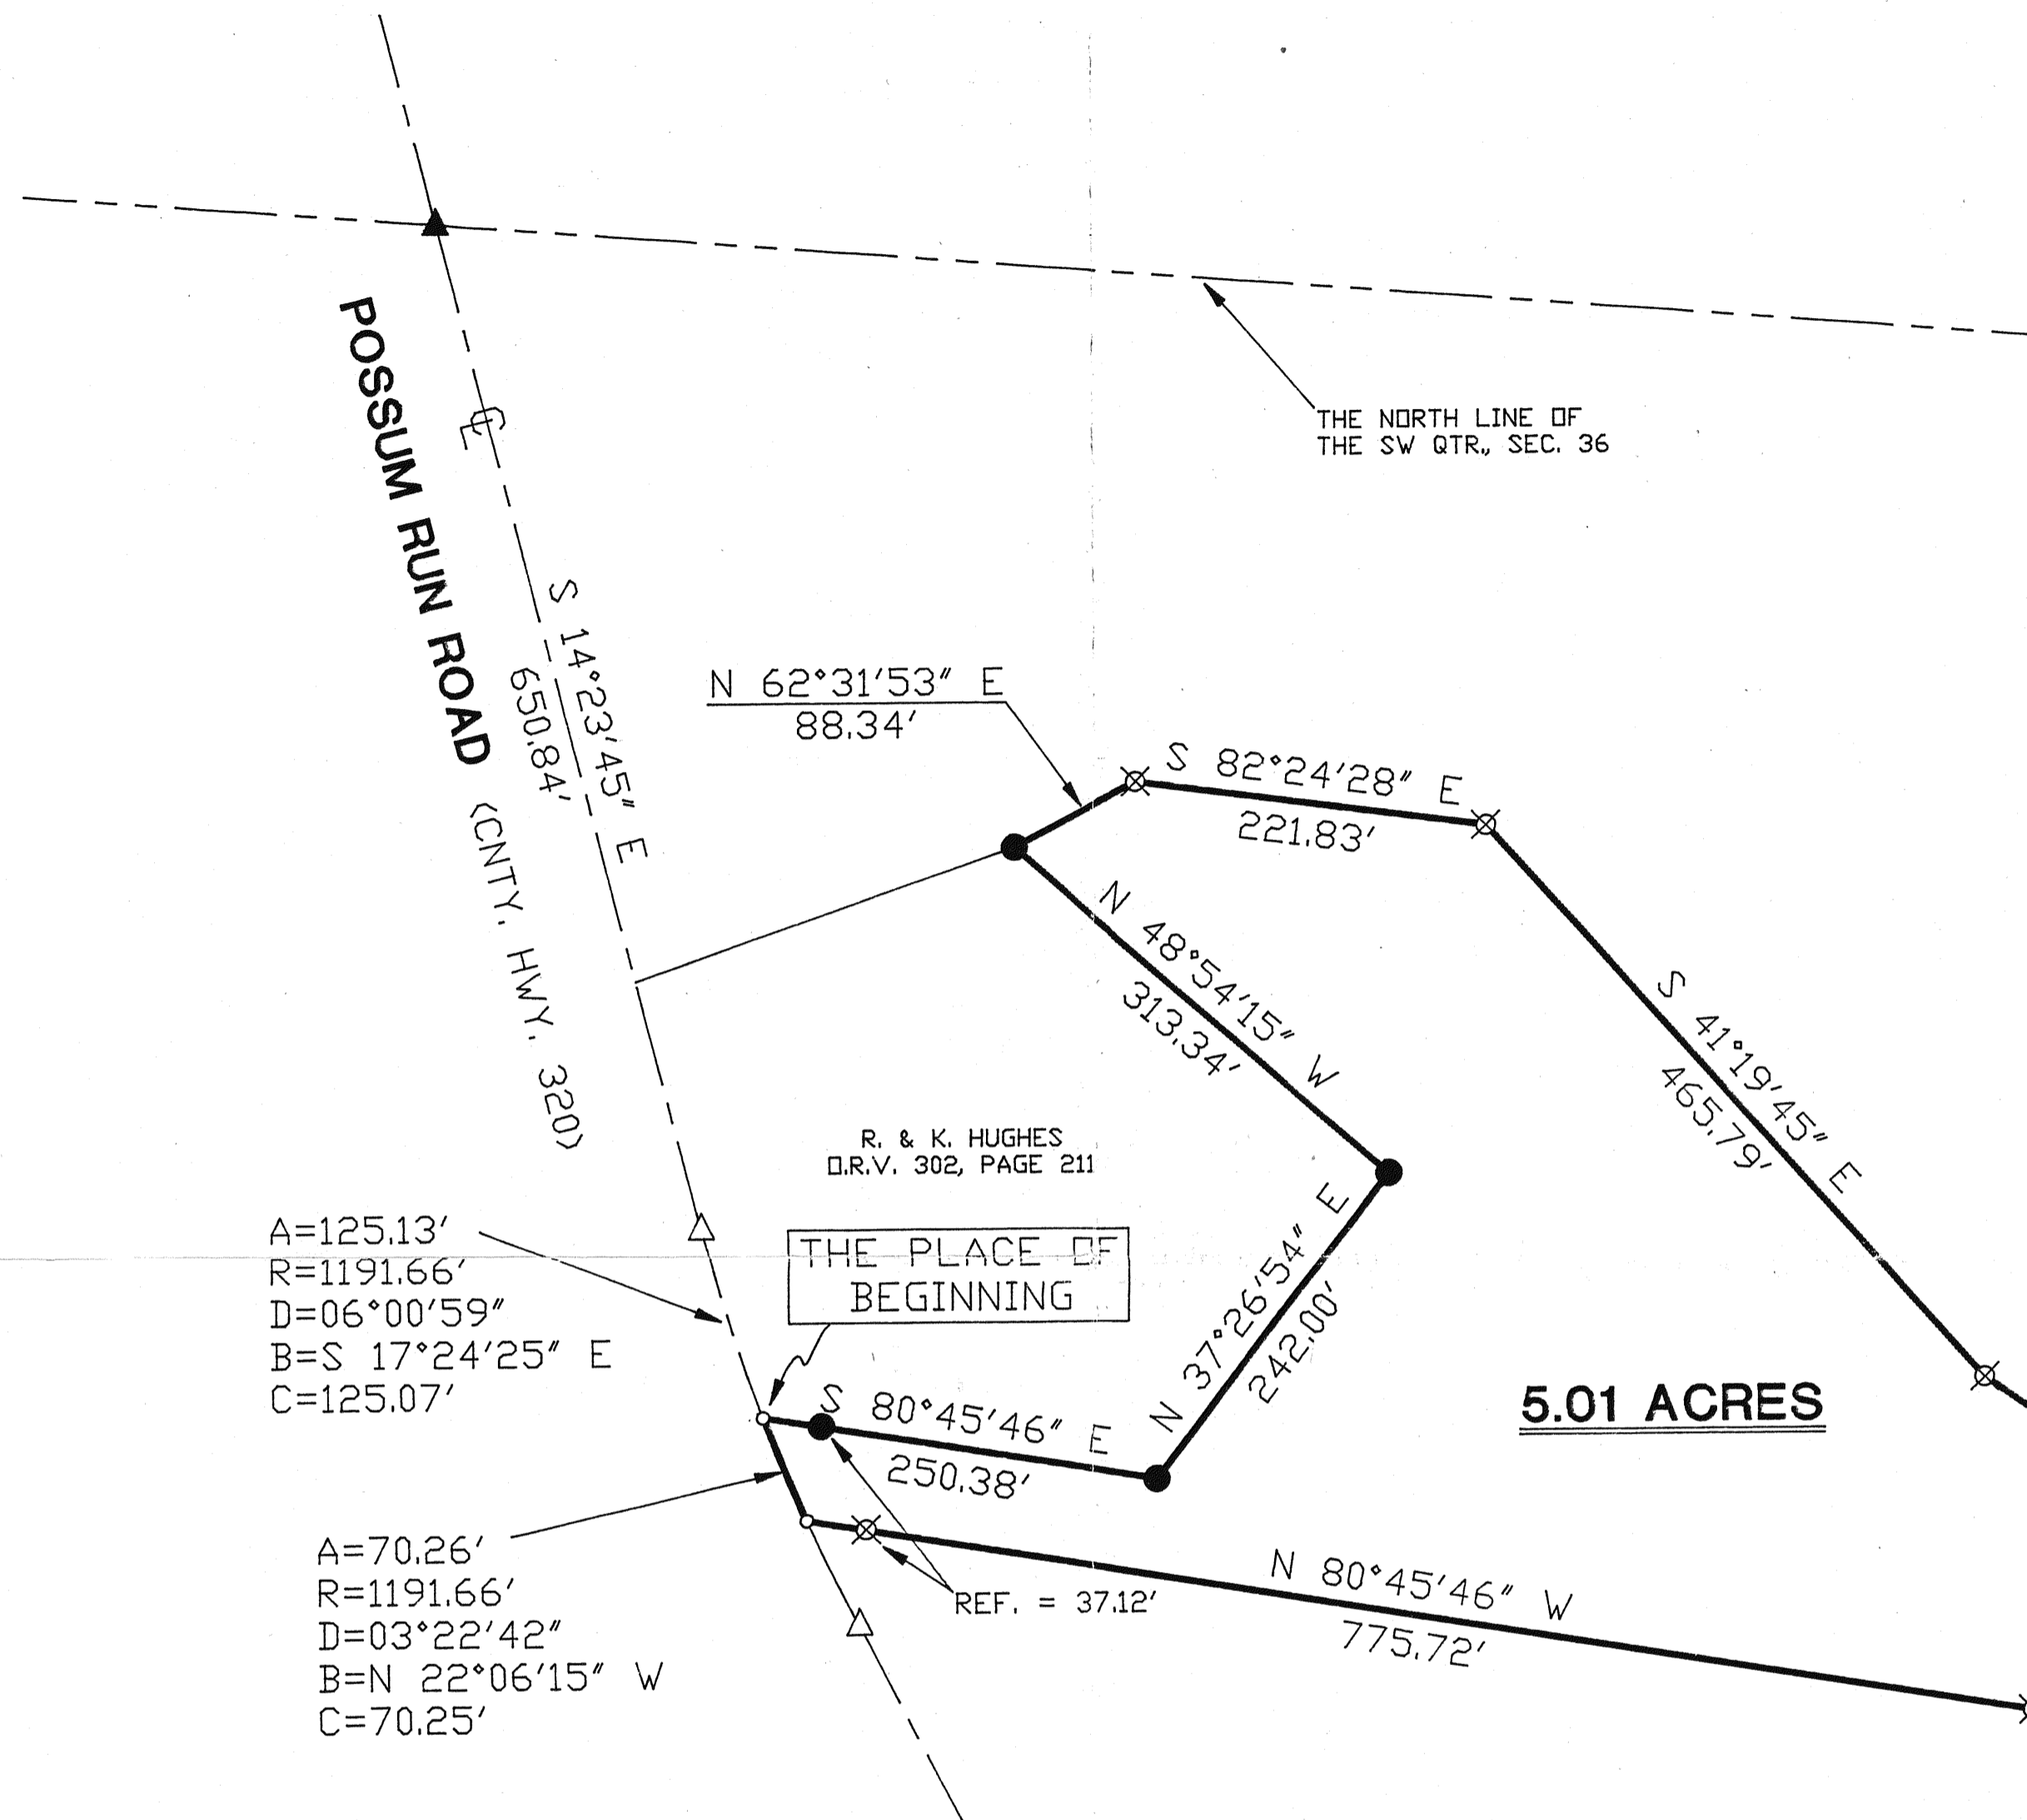 THE NORTH LINE OF
THE SW QTR., SEC. 36
POSSUM RUN ROAD (CNTY. HWY. 320)
℄
S 14°23'45" E
650.84'
N 62°31'53" E
88.34'
S 82°24'28" E
221.83'
N 48°54'15" W
313.34'
S 41°19'45" E
465.79'
R. & K. HUGHES
O.R.V. 302, PAGE 211
A=125.13'
R=1191.66'
D=06°00'59"
B=S 17°24'25" E
C=125.07'
THE PLACE OF
BEGINNING
N 37°26'54" E
242.00'
5.01 ACRES
S 80°45'46" E
250.38'
A=70.26'
R=1191.66'
D=03°22'42"
B=N 22°06'15" W
C=70.25'
REF. = 37.12'
N 80°45'46" W
775.72'